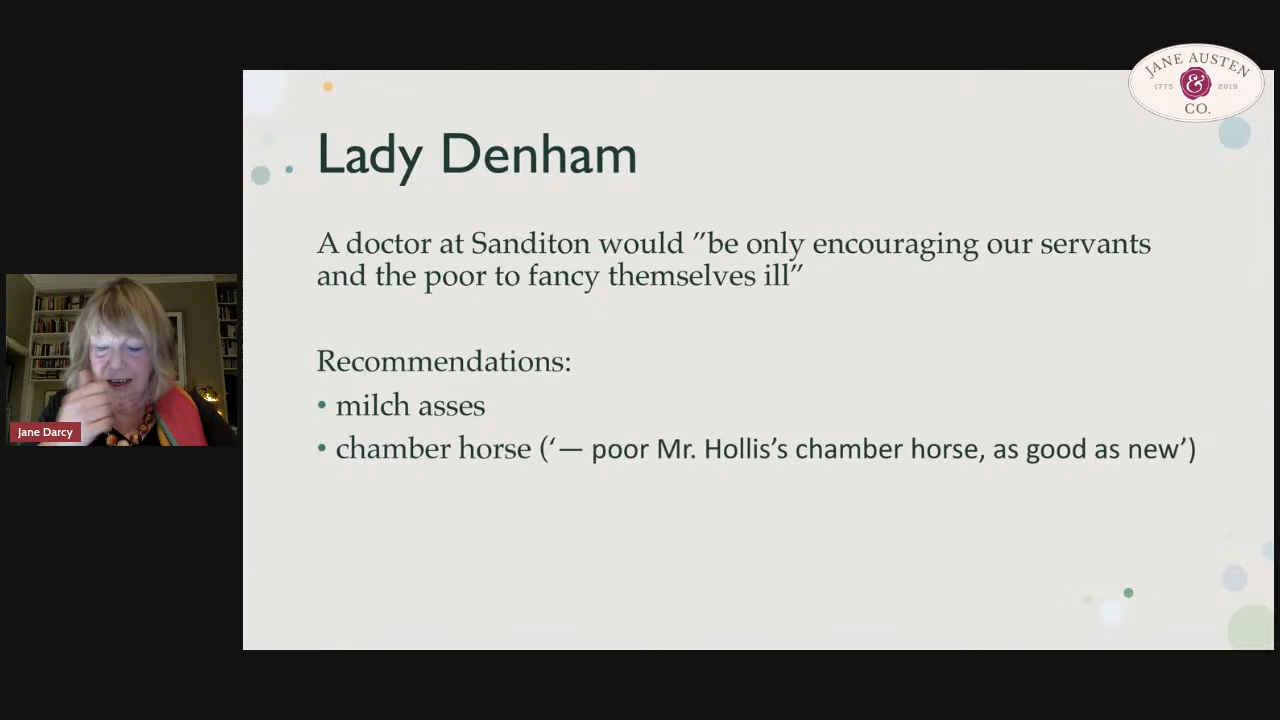 JANE AUSTEN
1775 & 2019
CO.
Lady Denham
A doctor at Sanditon would ”be only encouraging our servants
and the poor to fancy themselves ill”
Recommendations:
• milch asses
• chamber horse (‘— poor Mr. Hollis’s chamber horse, as good as new’)
Jane Darcy